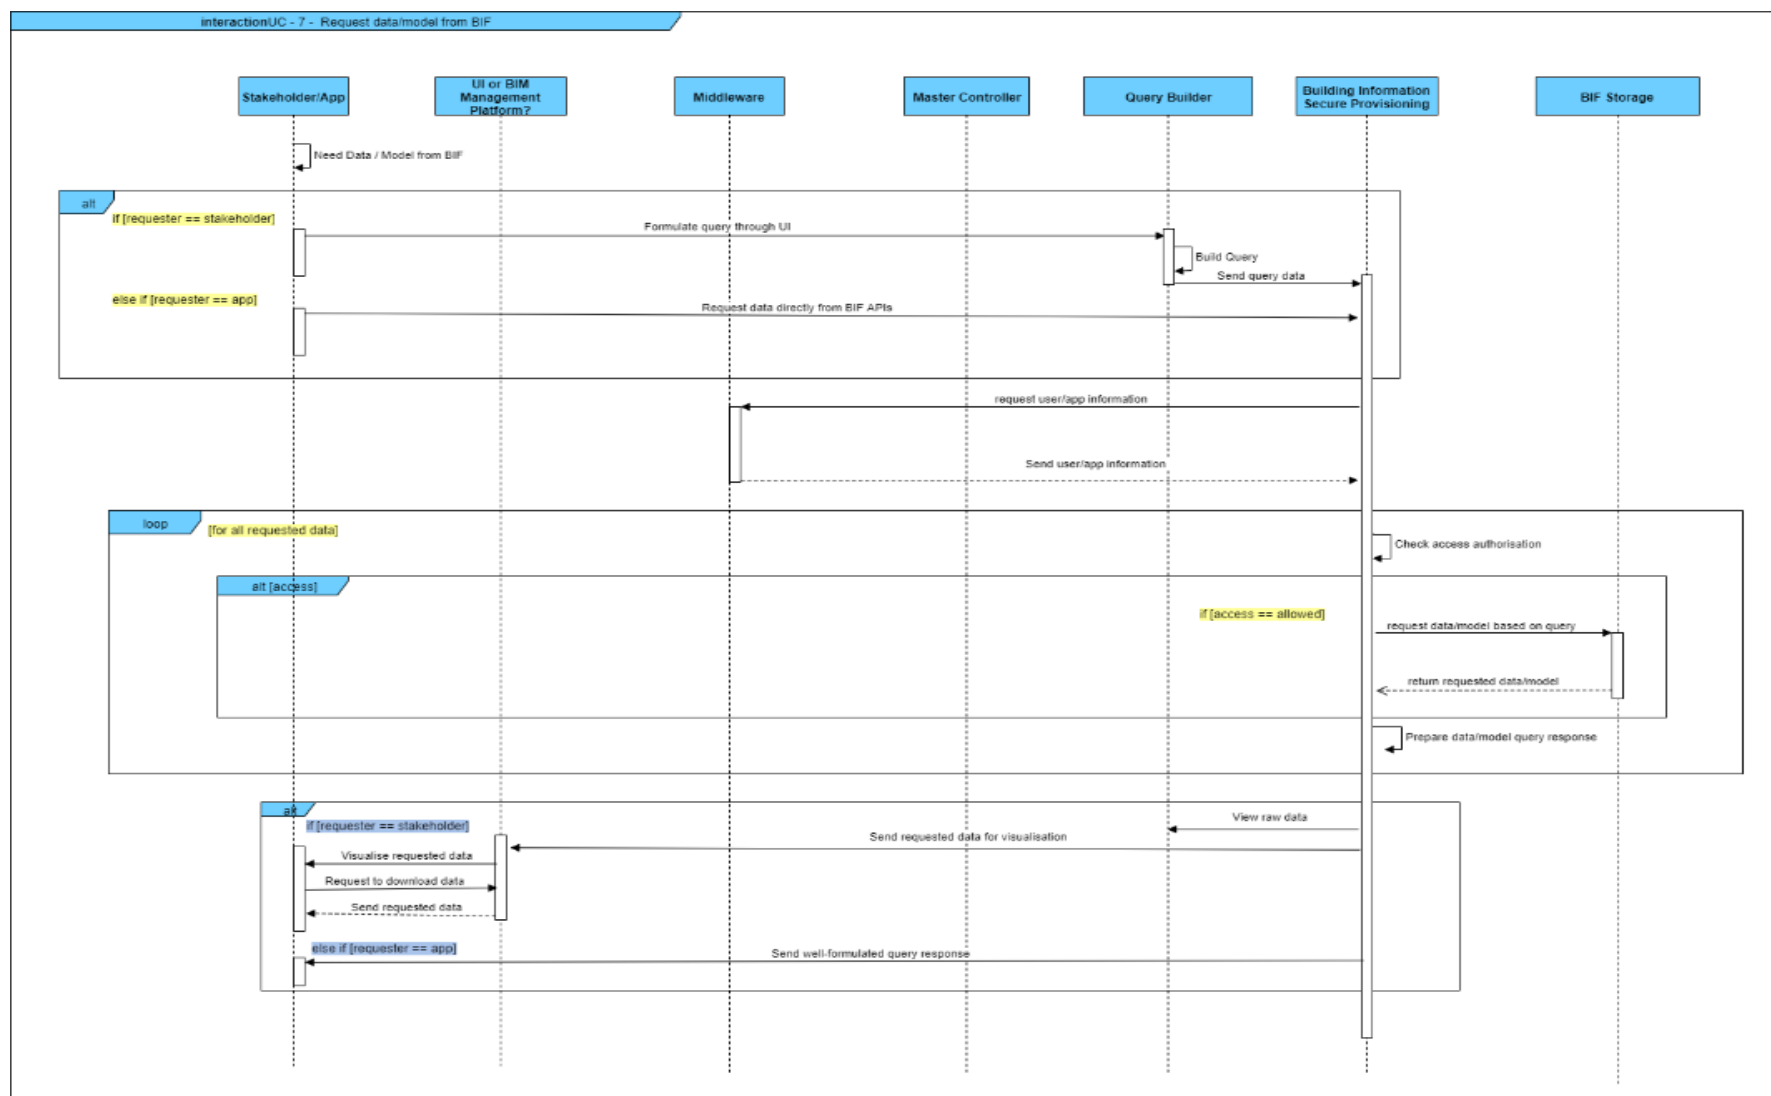 interactionUC - 7 - Request data/model from BIF
Stakeholder/App
UI or BIM
Management
Platform?
Middleware
Master Controller
Query Builder
Building Information
Secure Provisioning
BIF Storage
Need Data / Model from BIF
alt
if [requester == stakeholder]
Formulate query through UI
Build Query
Send query data
else if [requester == app]
Request data directly from BIF APIs
request user/app information
Send user/app information
loop
[for all requested data]
Check access authorisation
alt [access]
if [access == allowed]
request data/model based on query
return requested data/model
Prepare data/model query response
alt
if [requester == stakeholder]
View raw data
Send requested data for visualisation
Visualise requested data
Request to download data
Send requested data
else if [requester == app]
Send well-formulated query response